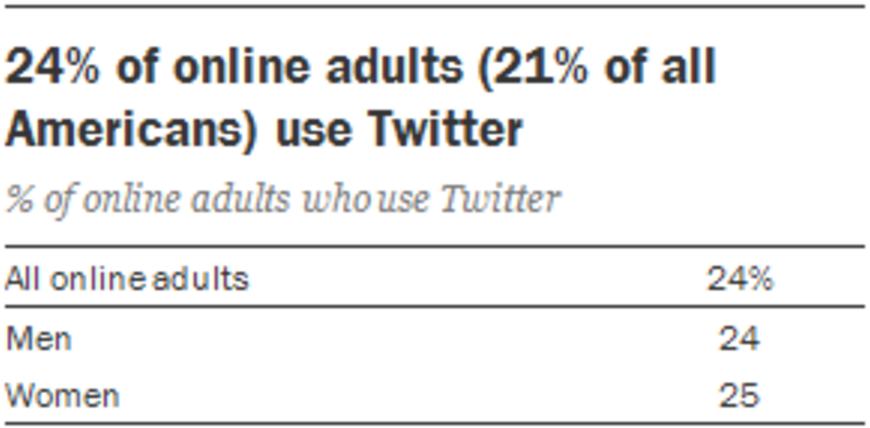 24% of online adults (21% of all
Americans) use Twitter
% of online adults who use Twitter
All online adults 24%
Men 24
Women 25